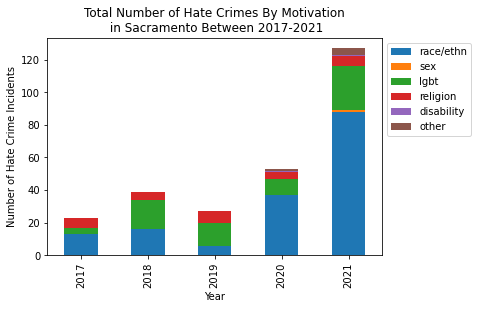 Total Number of Hate Crimes By Motivation
in Sacramento Between 2017-2021
Number of Hate Crime Incidents
120
100
80
60
40
20
0
2017
2018
2019
2020
2021
Year
race/ethn
sex
lgbt
religion
disability
other